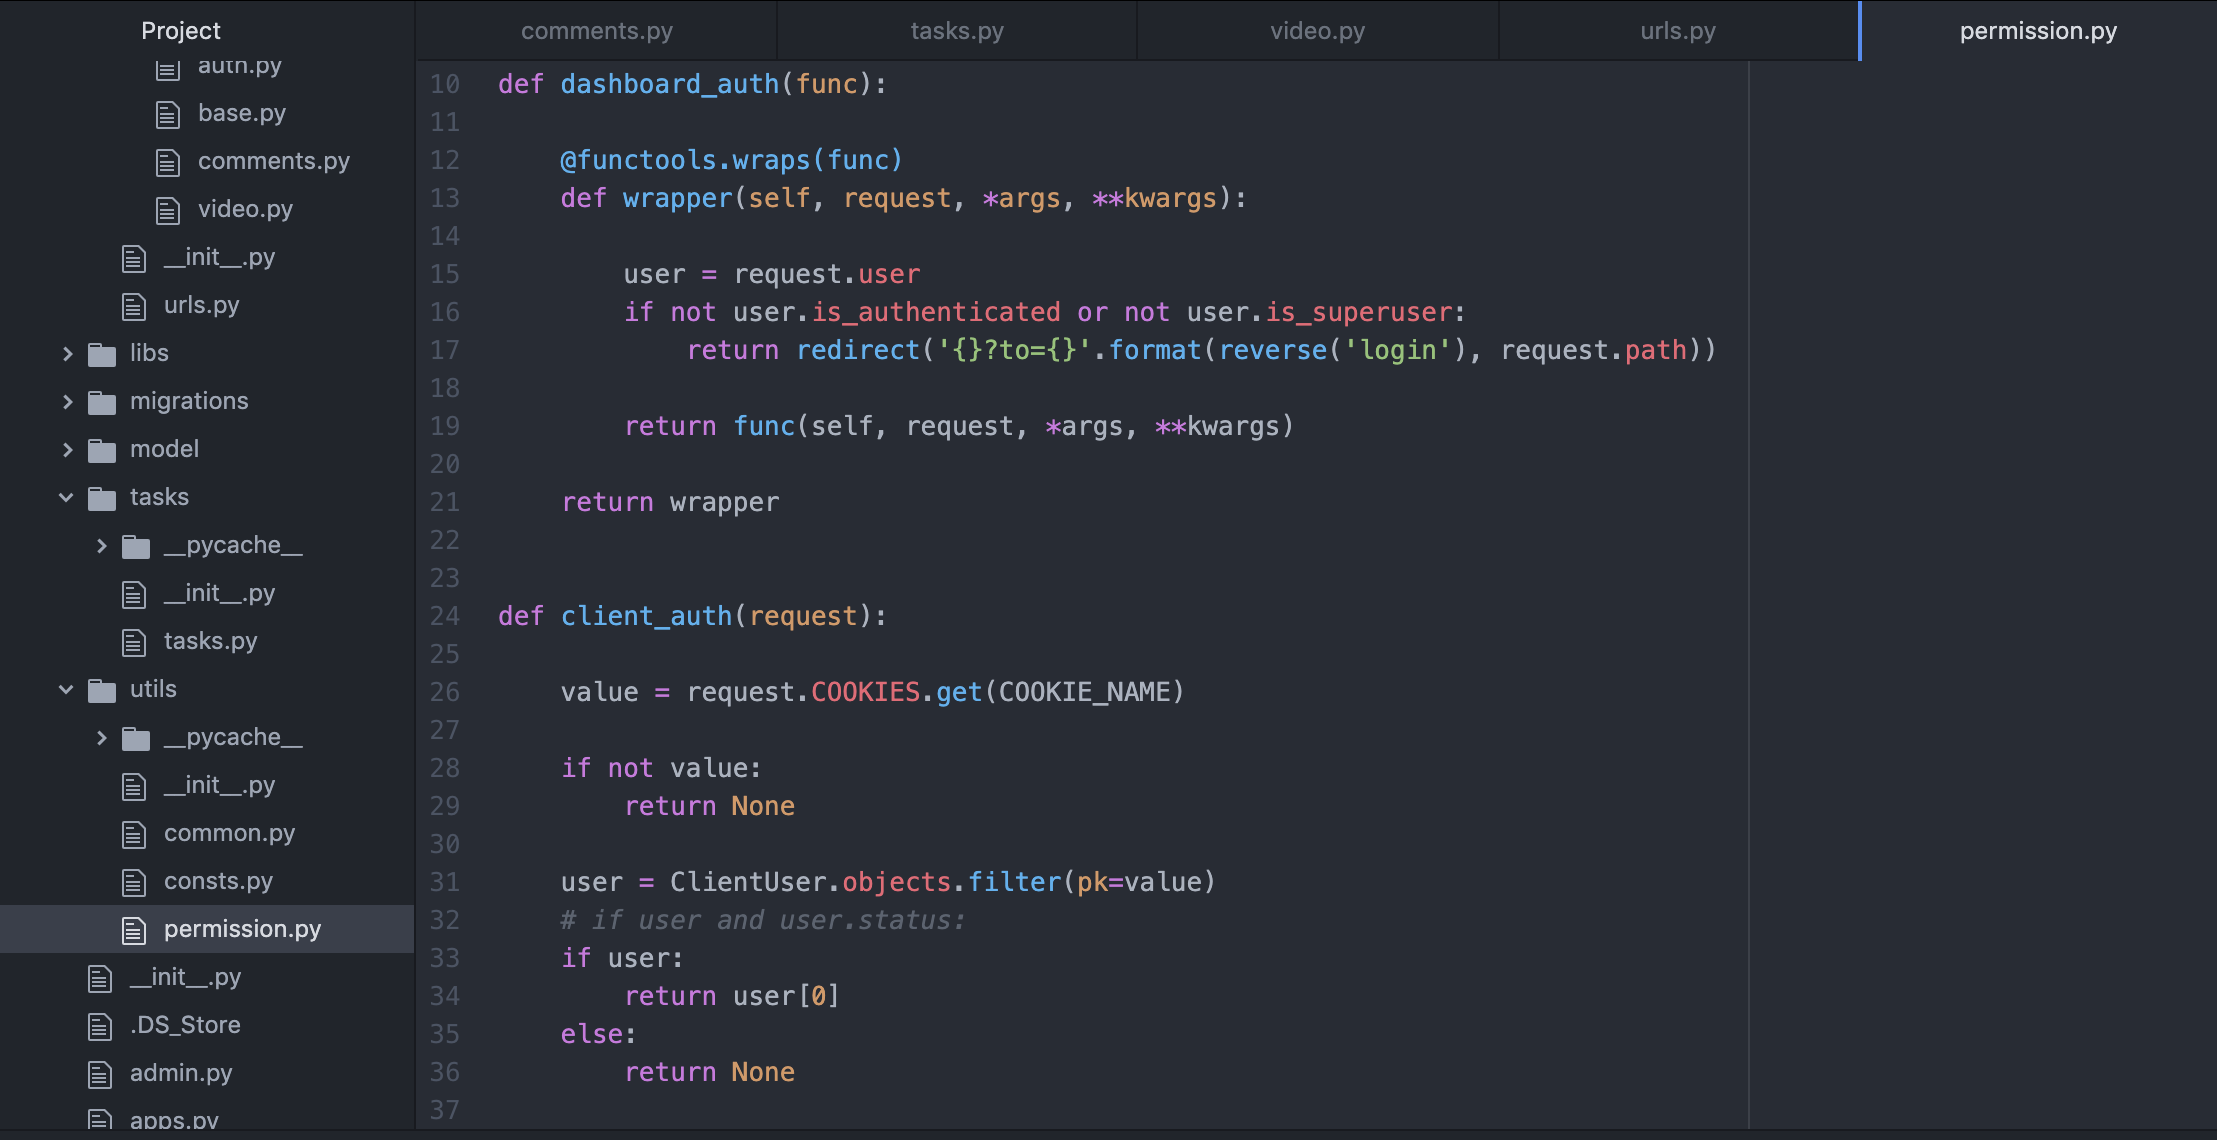 Project
auth.py
base.py
comments.py
video.py
__init__.py
urls.py
libs
migrations
model
tasks
__pycache__
__init__.py
tasks.py
utils
__pycache__
__init__.py
common.py
consts.py
permission.py
__init__.py
.DS_Store
admin.py
apps.py
comments.py
tasks.py
video.py
urls.py
permission.py
10 def dashboard_auth(func):
11
12     @functools.wraps(func)
13     def wrapper(self, request, *args, **kwargs):
14
15         user = request.user
16         if not user.is_authenticated or not user.is_superuser:
17             return redirect('{}?to={}'.format(reverse('login'), request.path))
18
19         return func(self, request, *args, **kwargs)
20
21     return wrapper
22
23
24 def client_auth(request):
25
26     value = request.COOKIES.get(COOKIE_NAME)
27
28     if not value:
29         return None
30
31     user = ClientUser.objects.filter(pk=value)
32     # if user and user.status:
33     if user:
34         return user[0]
35     else:
36         return None
37